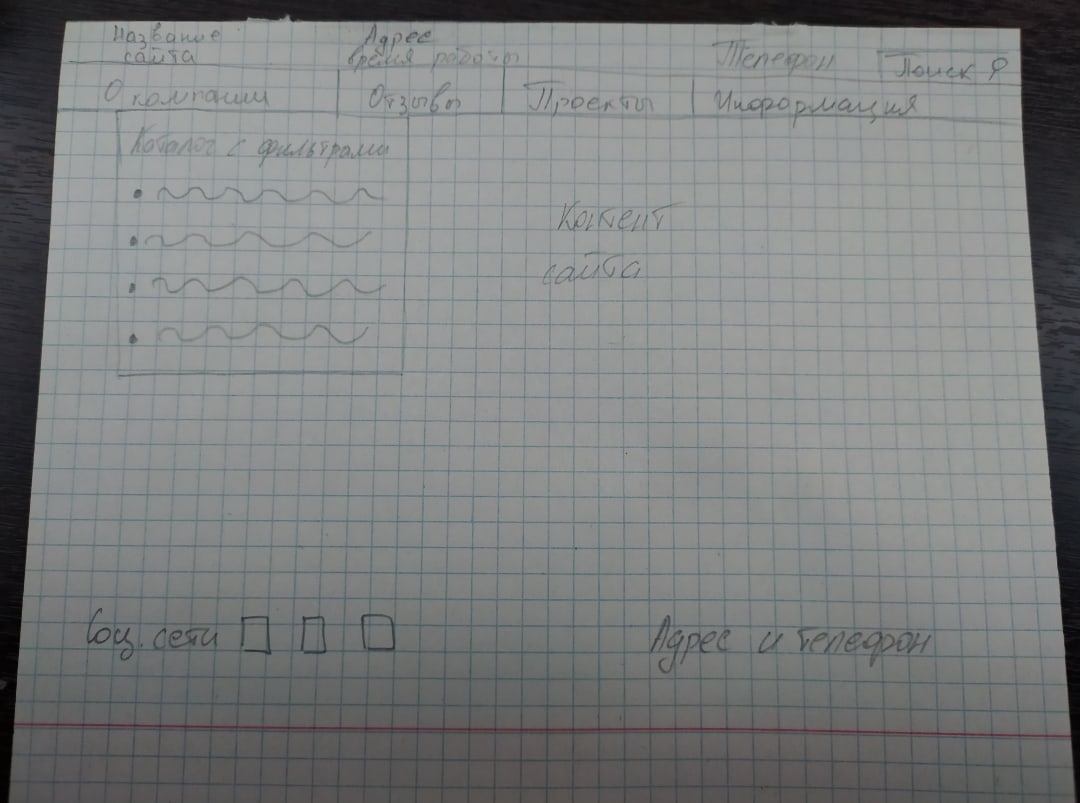 Название
сайта
Адрес
время работы
Телефон
Поиск
О компании
Отзывы
Проекты
Информация
Каталог с фильтрами
Контент
сайта
Соц. сети
Адрес и телефон